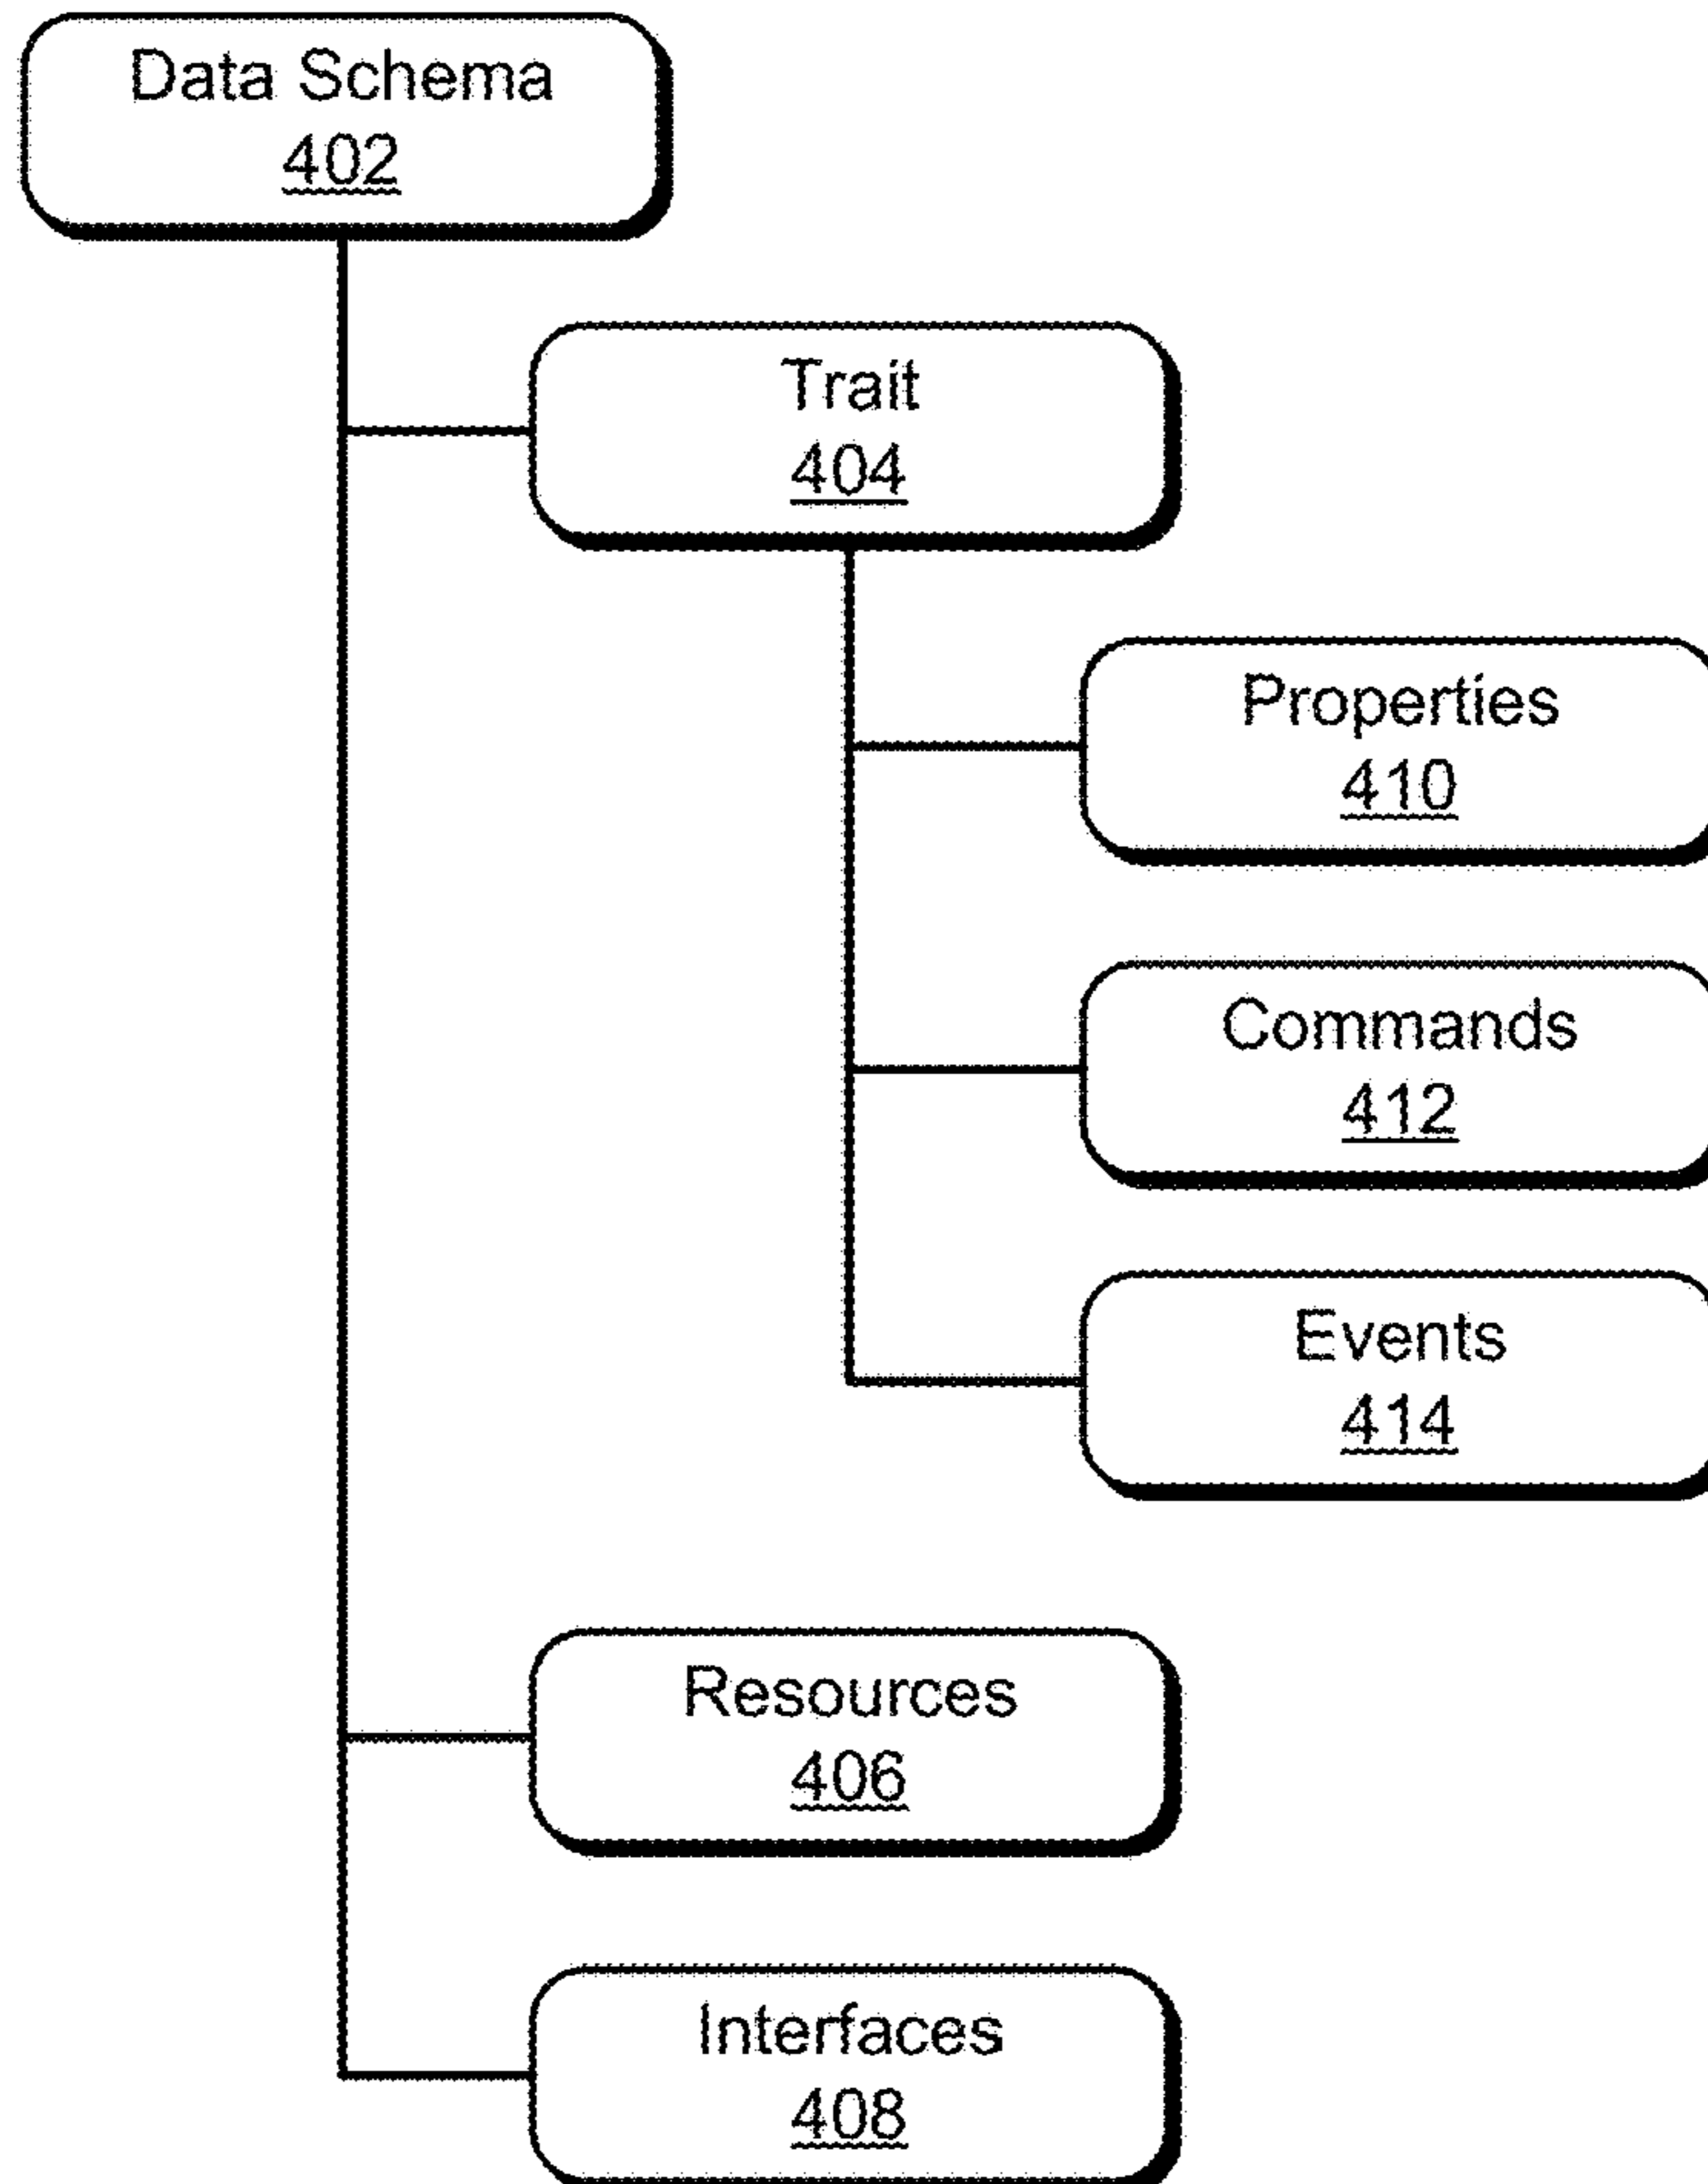 Data Schema
402
Trait
404
Properties
410
Commands
412
Events
414
Resources
406
Interfaces
408